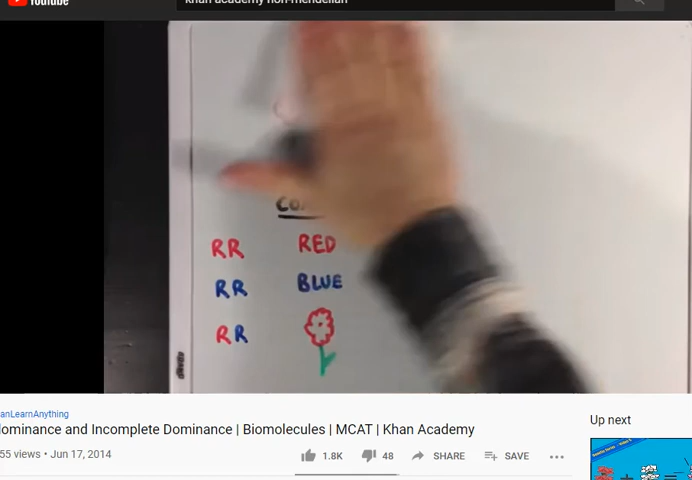 YouTube
khan academy non-mendelian
RR RED
RR BLUE
RR
anLearnAnything
ominance and Incomplete Dominance | Biomolecules | MCAT | Khan Academy
55 views • Jun 17, 2014
1.8K 48 SHARE SAVE
Up next